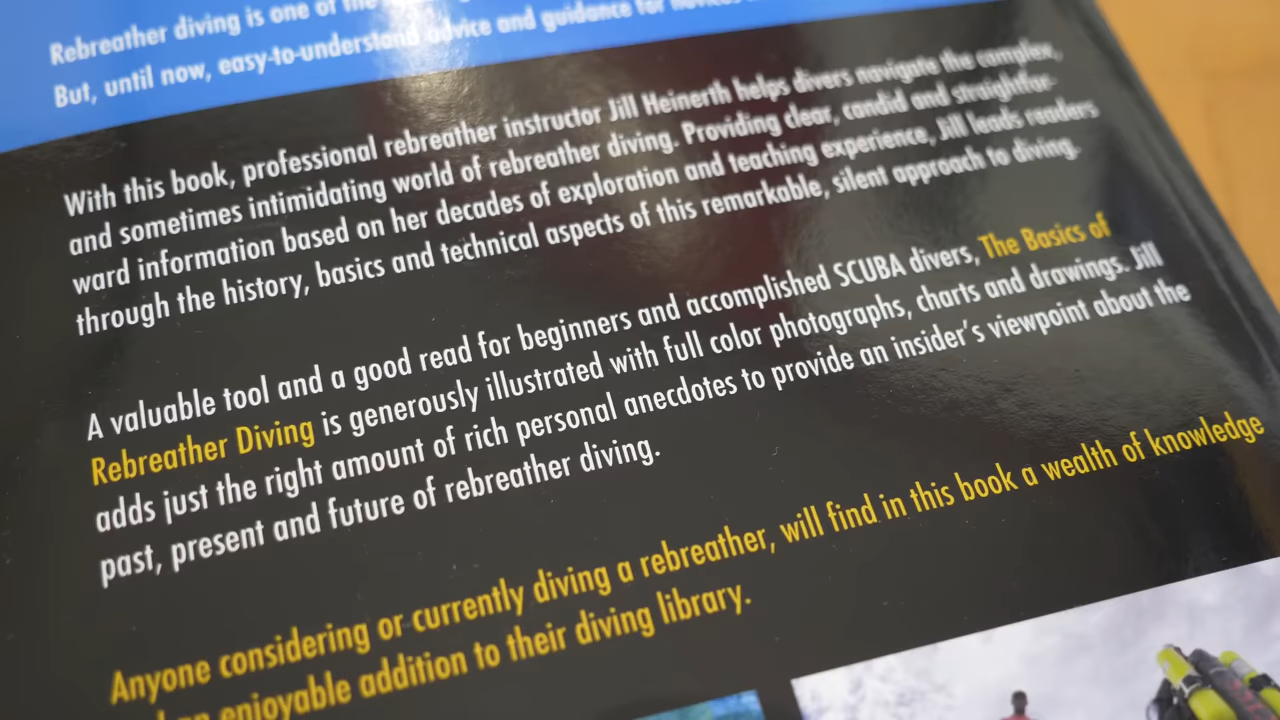 Rebreather diving is one of the
But, until now, easy-to-understand advice and guidance for novices
With this book, professional rebreather instructor Jill Heinerth helps divers navigate the complex,
and sometimes intimidating world of rebreather diving. Providing clear, candid and straightfor-
ward information based on her decades of exploration and teaching experience, Jill leads readers
through the history, basics and technical aspects of this remarkable, silent approach to diving.
A valuable tool and a good read for beginners and accomplished SCUBA divers, The Basics of
Rebreather Diving is generously illustrated with full color photographs, charts and drawings. Jill
adds just the right amount of rich personal anecdotes to provide an insider's viewpoint about the
past, present and future of rebreather diving.
Anyone considering or currently diving a rebreather, will find in this book a wealth of knowledge
an enjoyable addition to their diving library.